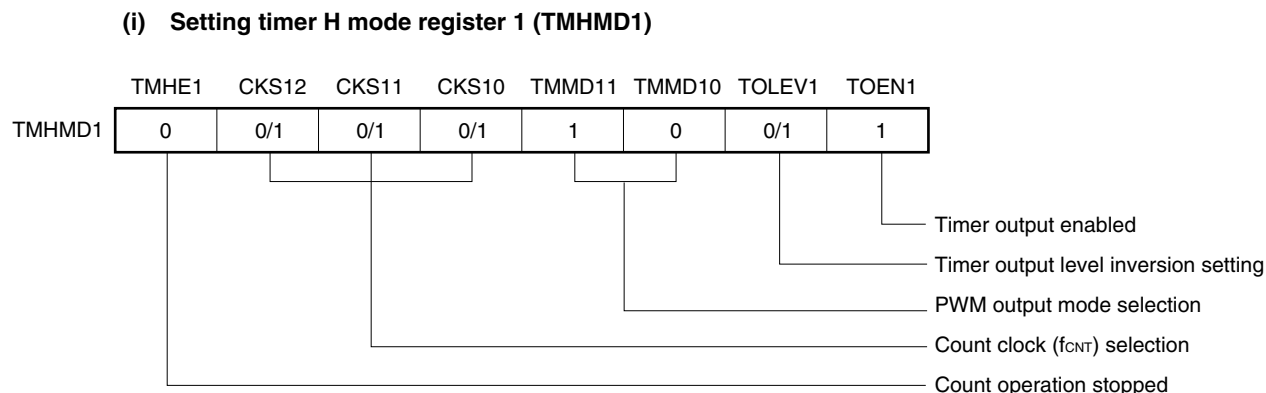 (i) Setting timer H mode register 1 (TMHMD1)
TMHE1 CKS12 CKS11 CKS10 TMMD11 TMMD10 TOLEV1 TOEN1
TMHMD1 0 0/1 0/1 0/1 1 0 0/1 1
Timer output enabled
Timer output level inversion setting
PWM output mode selection
Count clock (fCNT) selection
Count operation stopped